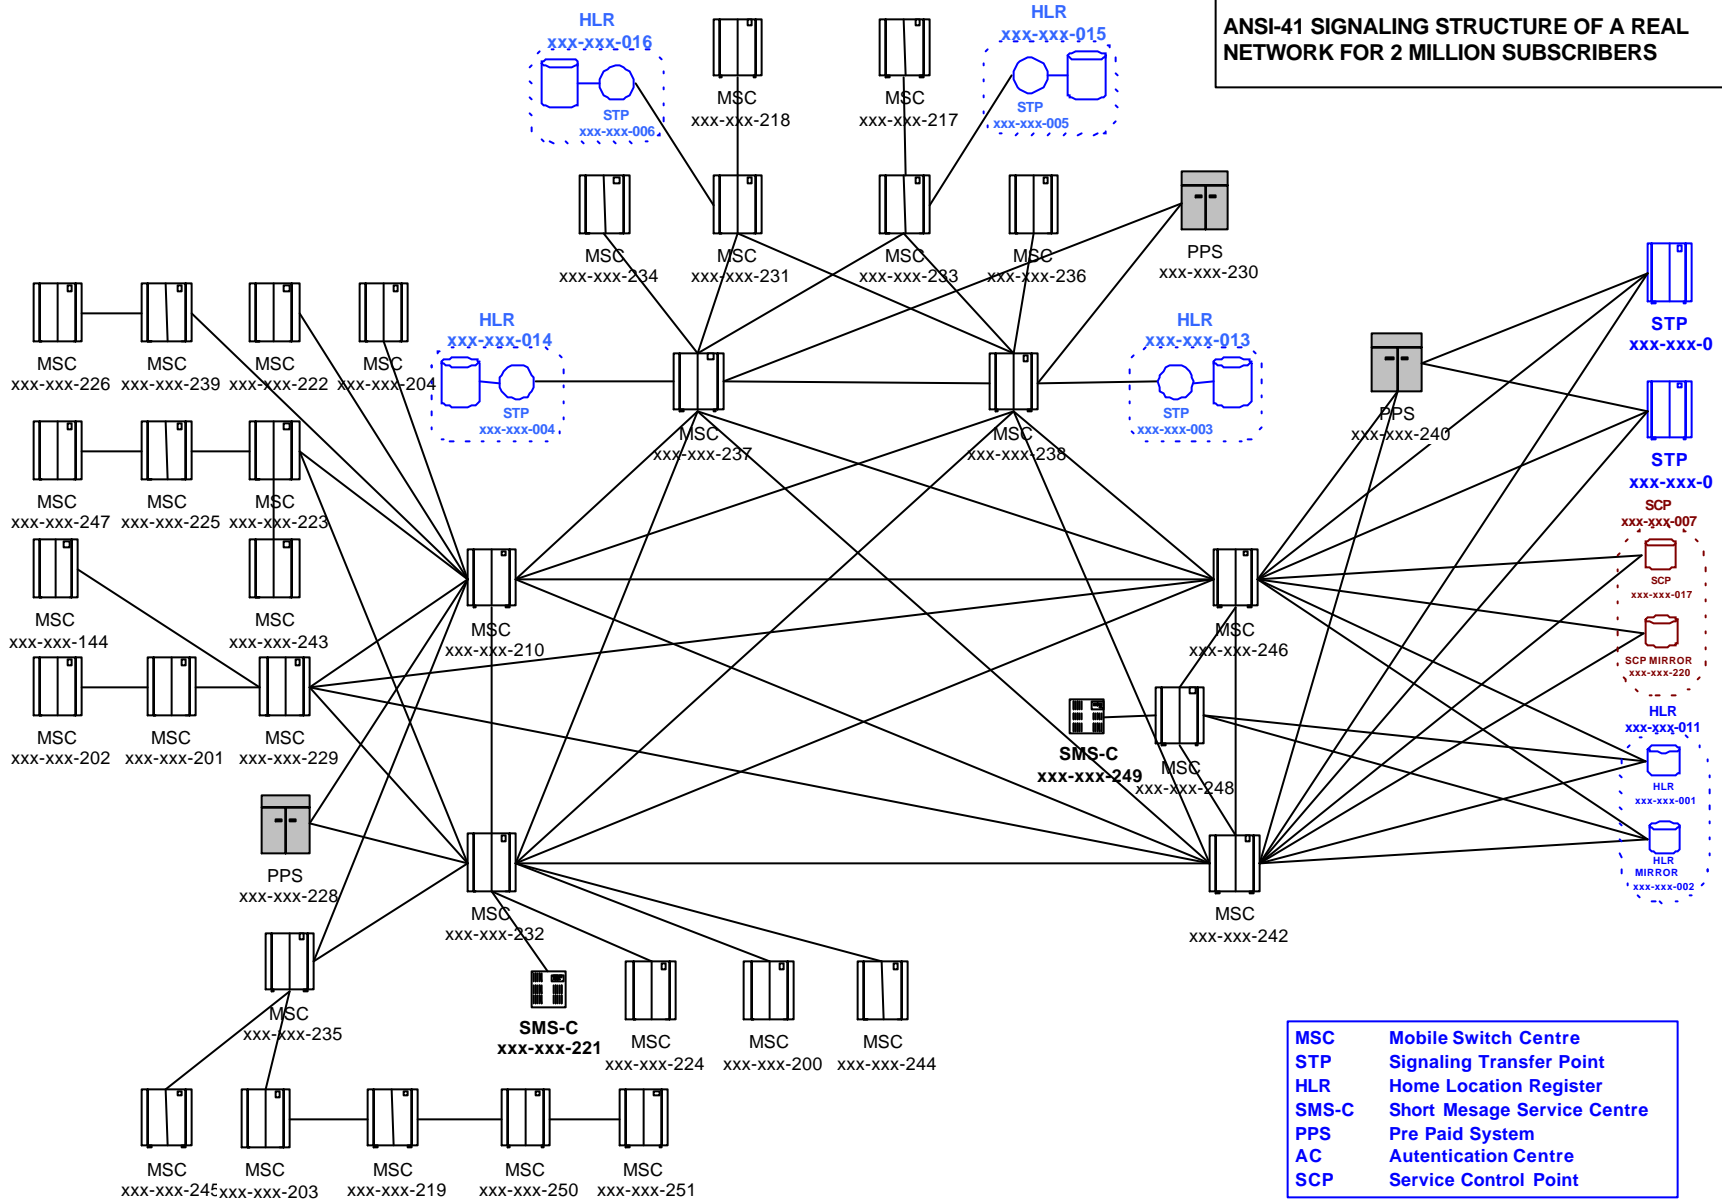 ANSI-41 SIGNALING STRUCTURE OF A REAL
NETWORK FOR 2 MILLION SUBSCRIBERS
HLR
xxx-xxx-016
STP
xxx-xxx-006
MSC
xxx-xxx-218
MSC
xxx-xxx-217
HLR
xxx-xxx-015
STP
xxx-xxx-005
MSC
xxx-xxx-234
MSC
xxx-xxx-231
MSC
xxx-xxx-233
MSC
xxx-xxx-236
PPS
xxx-xxx-230
STP
xxx-xxx-0
MSC
xxx-xxx-226
MSC
xxx-xxx-239
MSC
xxx-xxx-222
MSC
xxx-xxx-204
HLR
xxx-xxx-014
STP
xxx-xxx-004
MSC
xxx-xxx-237
MSC
xxx-xxx-238
HLR
xxx-xxx-013
STP
xxx-xxx-003
PPS
xxx-xxx-240
STP
xxx-xxx-0
MSC
xxx-xxx-247
MSC
xxx-xxx-225
MSC
xxx-xxx-223
SCP
xxx-xxx-007
SCP
xxx-xxx-017
SCP MIRROR
xxx-xxx-220
MSC
xxx-xxx-144
MSC
xxx-xxx-243
MSC
xxx-xxx-210
MSC
xxx-xxx-246
MSC
xxx-xxx-202
MSC
xxx-xxx-201
MSC
xxx-xxx-229
SMS-C
xxx-xxx-249
MSC
xxx-xxx-248
HLR
xxx-xxx-011
HLR
xxx-xxx-001
HLR
MIRROR
xxx-xxx-002
PPS
xxx-xxx-228
MSC
xxx-xxx-232
MSC
xxx-xxx-242
MSC
xxx-xxx-235
SMS-C
xxx-xxx-221
MSC
xxx-xxx-224
MSC
xxx-xxx-200
MSC
xxx-xxx-244
MSC
xxx-xxx-245
MSC
xxx-xxx-203
MSC
xxx-xxx-219
MSC
xxx-xxx-250
MSC
xxx-xxx-251
MSC Mobile Switch Centre
STP Signaling Transfer Point
HLR Home Location Register
SMS-C Short Mesage Service Centre
PPS Pre Paid System
AC Autentication Centre
SCP Service Control Point